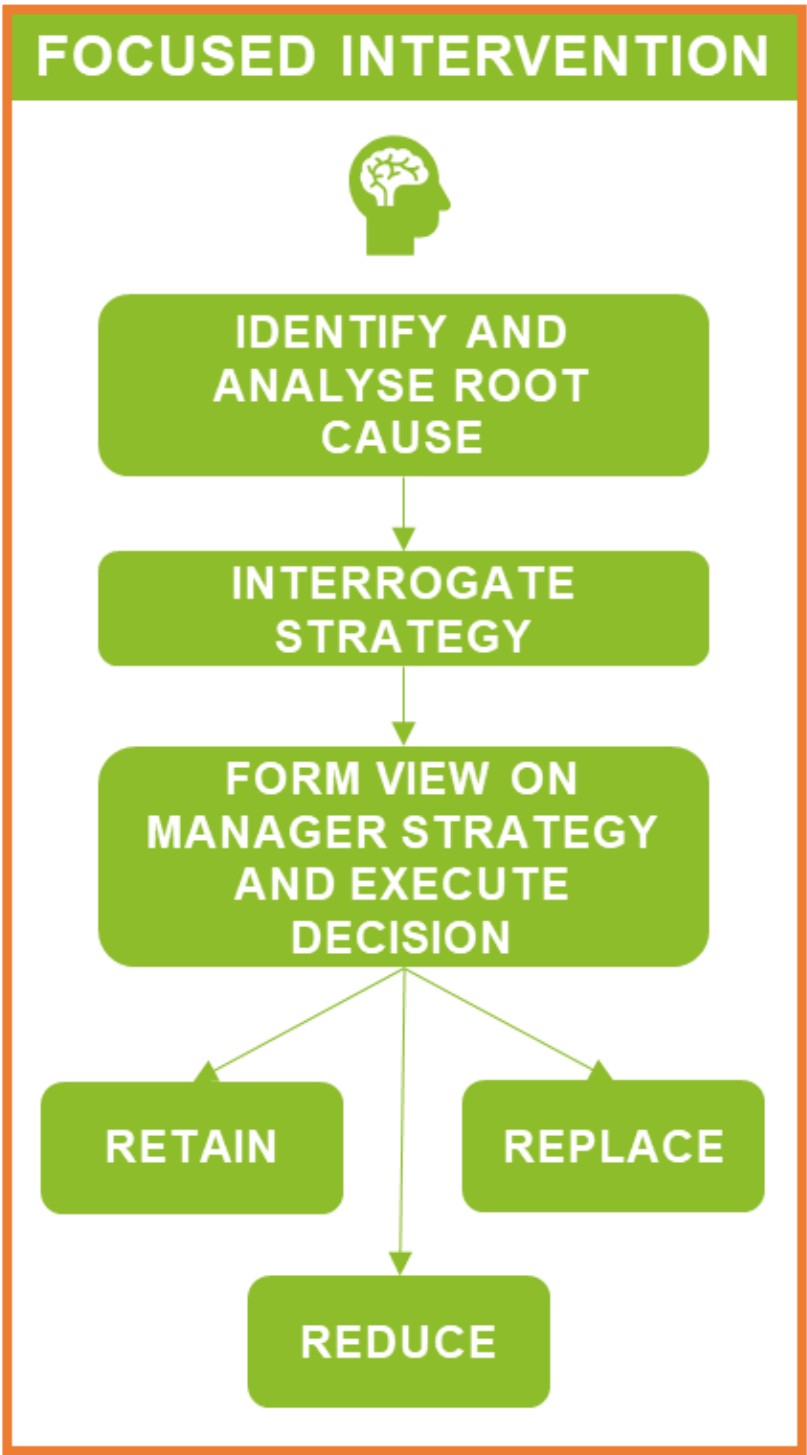 FOCUSED INTERVENTION
IDENTIFY AND
ANALYSE ROOT
CAUSE
INTERROGATE
STRATEGY
FORM VIEW ON
MANAGER STRATEGY
AND EXECUTE
DECISION
RETAIN
REPLACE
REDUCE